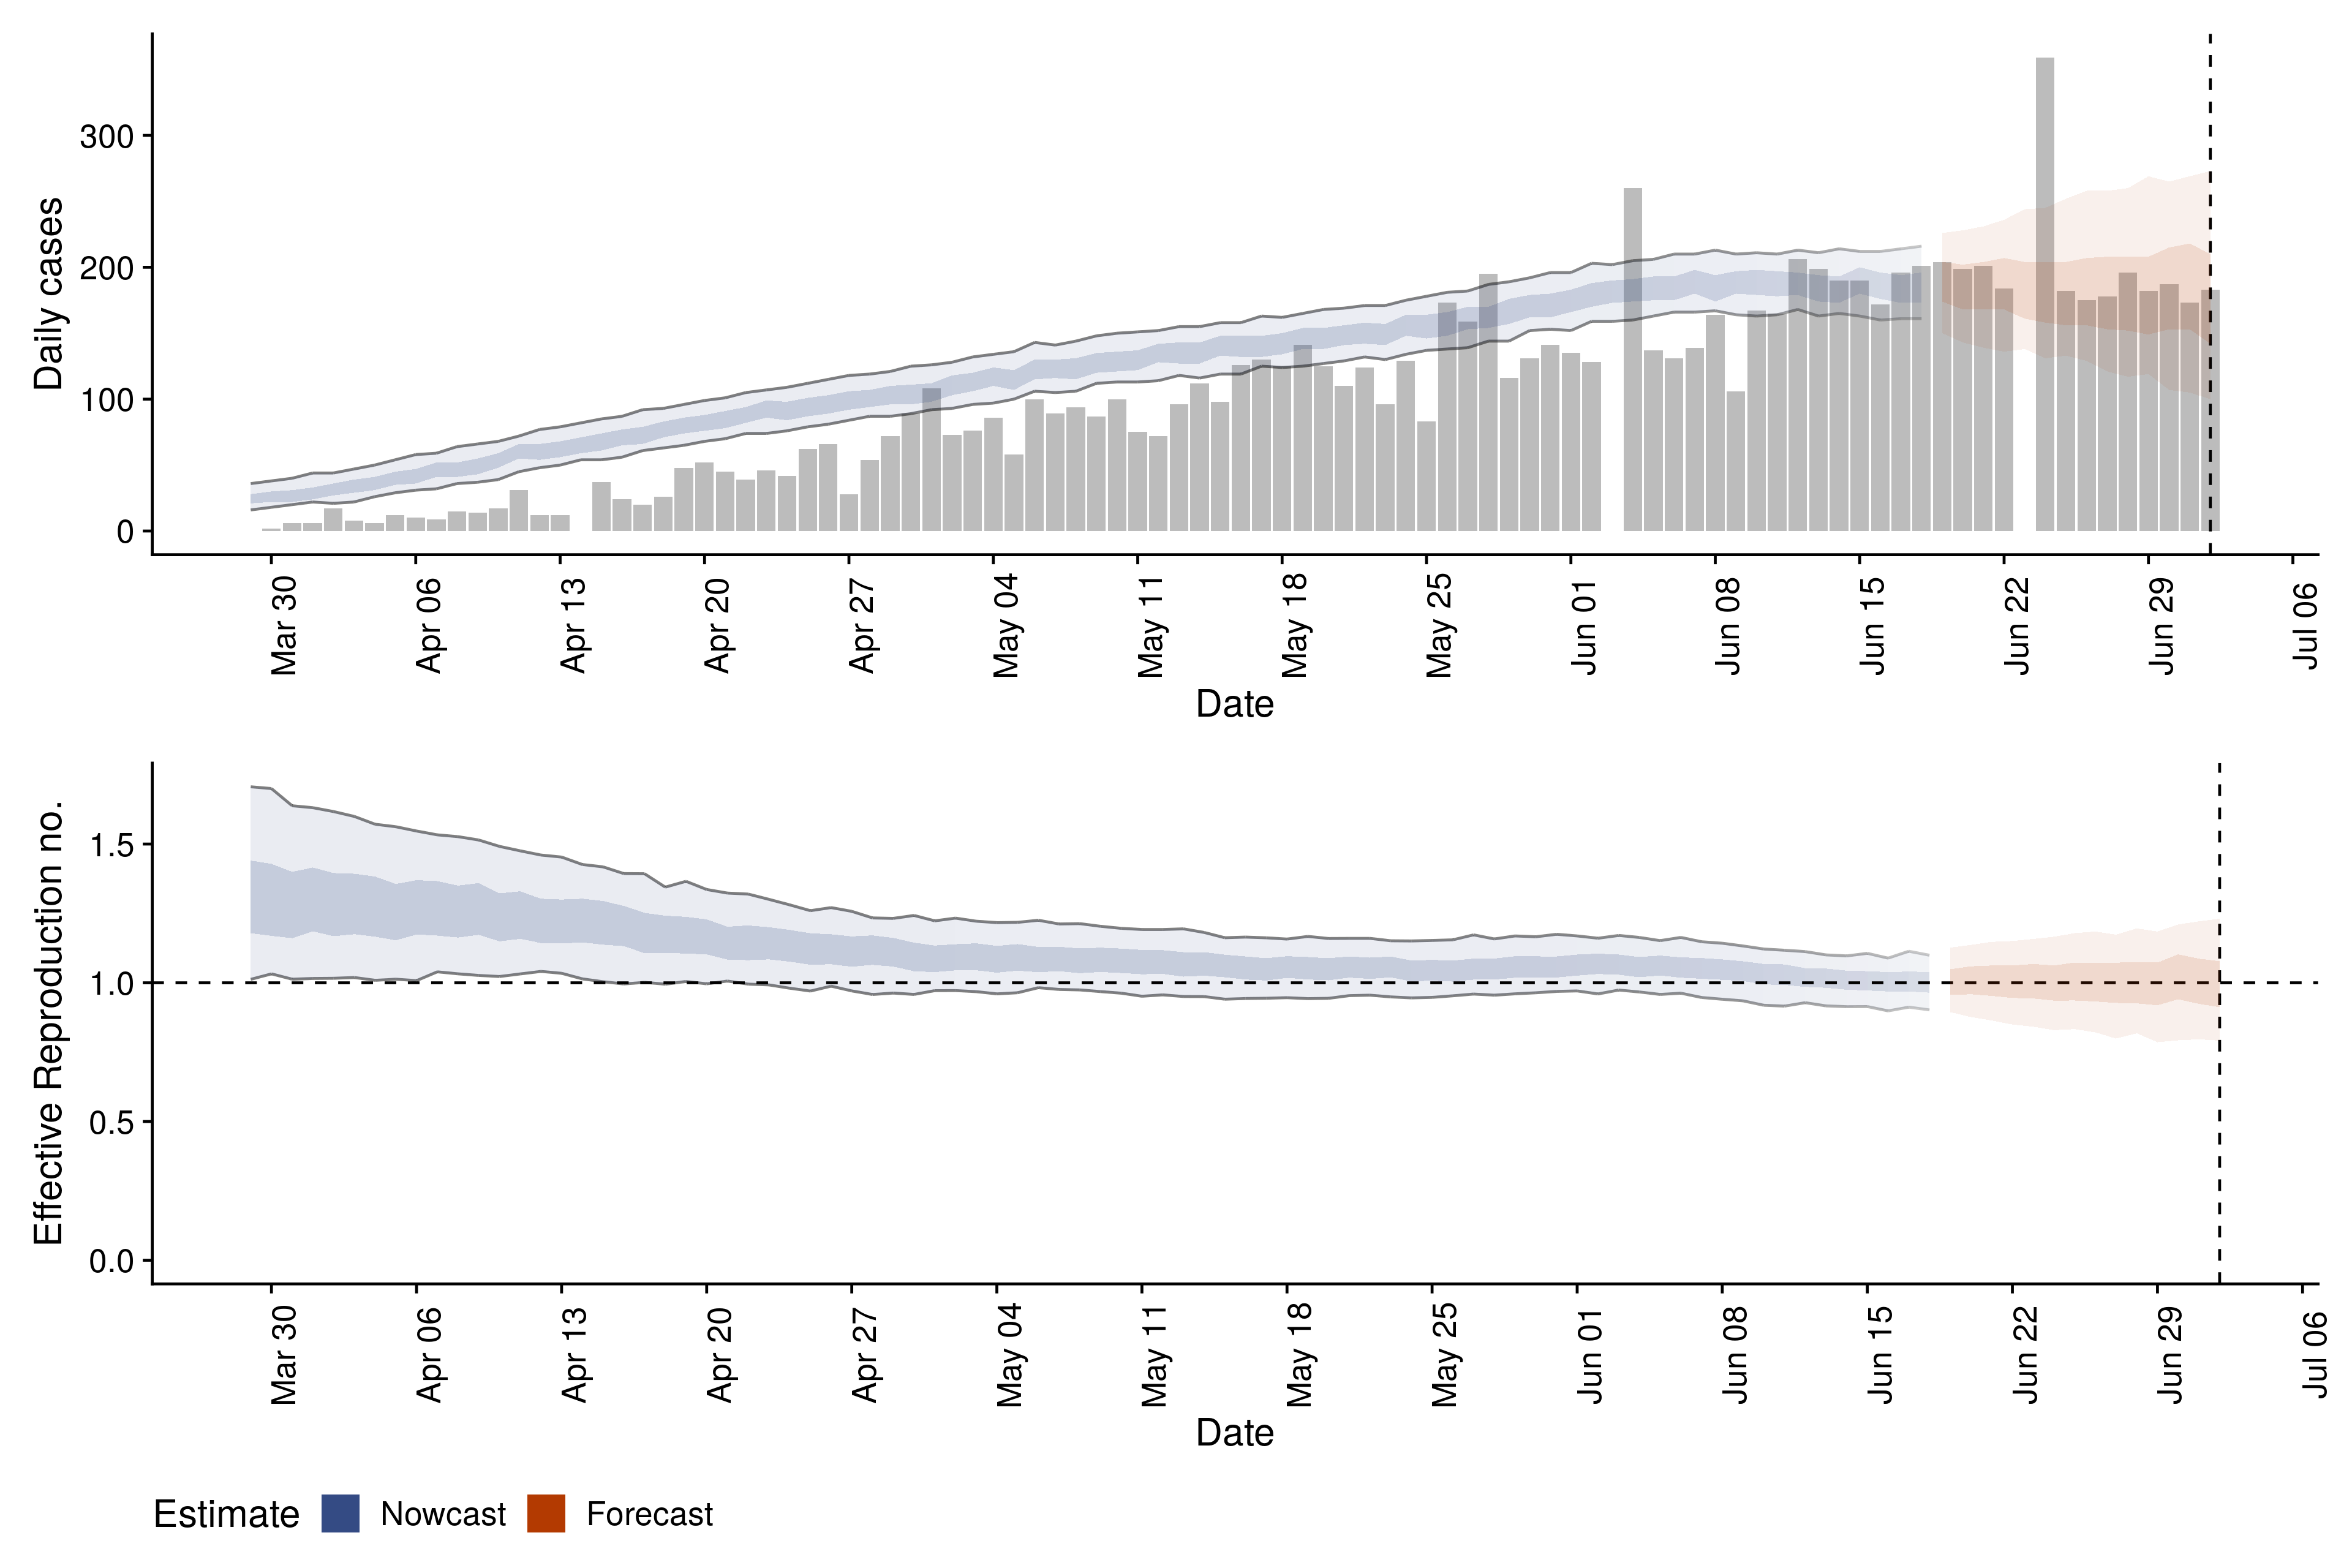 Daily cases
300
200
100
0
Mar 30
Apr 06
Apr 13
Apr 20
Apr 27
May 04
May 11
May 18
May 25
Jun 01
Jun 08
Jun 15
Jun 22
Jun 29
Jul 06
Date
Effective Reproduction no.
1.5
1.0
0.5
0.0
Mar 30
Apr 06
Apr 13
Apr 20
Apr 27
May 04
May 11
May 18
May 25
Jun 01
Jun 08
Jun 15
Jun 22
Jun 29
Jul 06
Date
Estimate Nowcast Forecast